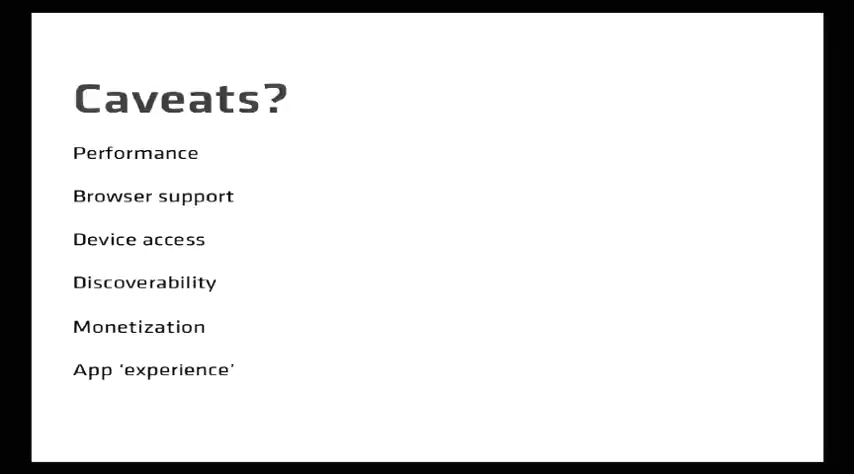 Caveats?
Performance
Browser support
Device access
Discoverability
Monetization
App ‘experience’